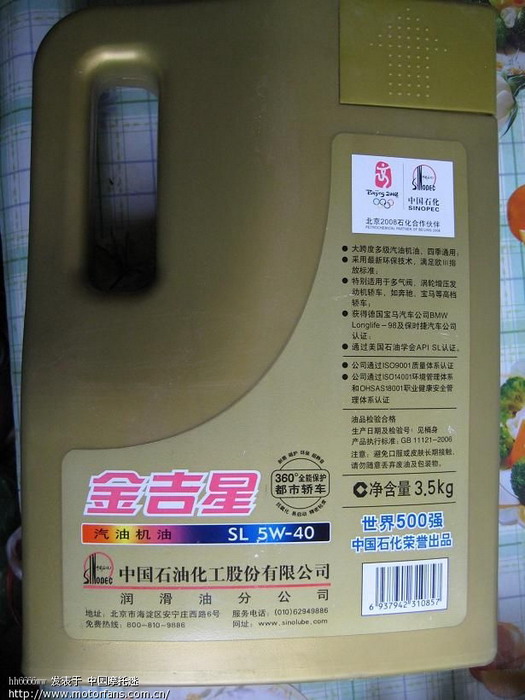 Beijing 2008
SINOPEC
中国石化
SINOPEC
北京2008石化合作伙伴
PETROCHEMICAL PARTNER OF BEIJING 2008
● 大跨度多级汽油机油，四季通用；
● 采用最新环保技术，满足欧Ⅲ排
放标准；
● 特别适用于多气阀、涡轮增压发
动机轿车，如奔驰、宝马等高档
轿车；
● 获得德国宝马汽车公司BMW
Longlife-98及保时捷汽车公司
认证；
● 通过美国石油学会API SL认证。
● 公司通过ISO9001质量体系认证
● 公司通过ISO14001环境管理体系
和OHSAS18001职业健康安全管
理体系认证
油品检验合格
生产日期及检验号：见桶身
产品执行标准：GB 11121-2006
注意：避免口服或皮肤长期接触，
请勿随意丢弃废油及包装物。
净含量 3.5kg
世界500强
中国石化荣誉出品
6 937942 310857
金吉星
360°全能保护
都市轿车
汽油机油 SL 5W-40
SINOPEC
中国石油化工股份有限公司
润滑油分公司
地址：北京市海淀区安宁庄西路6号 服务电话：(010)62949886
免费热线：800-810-9886 网址：www.sinolube.com
发表于 中国摩托迷
http://www.motorfans.com.cn/